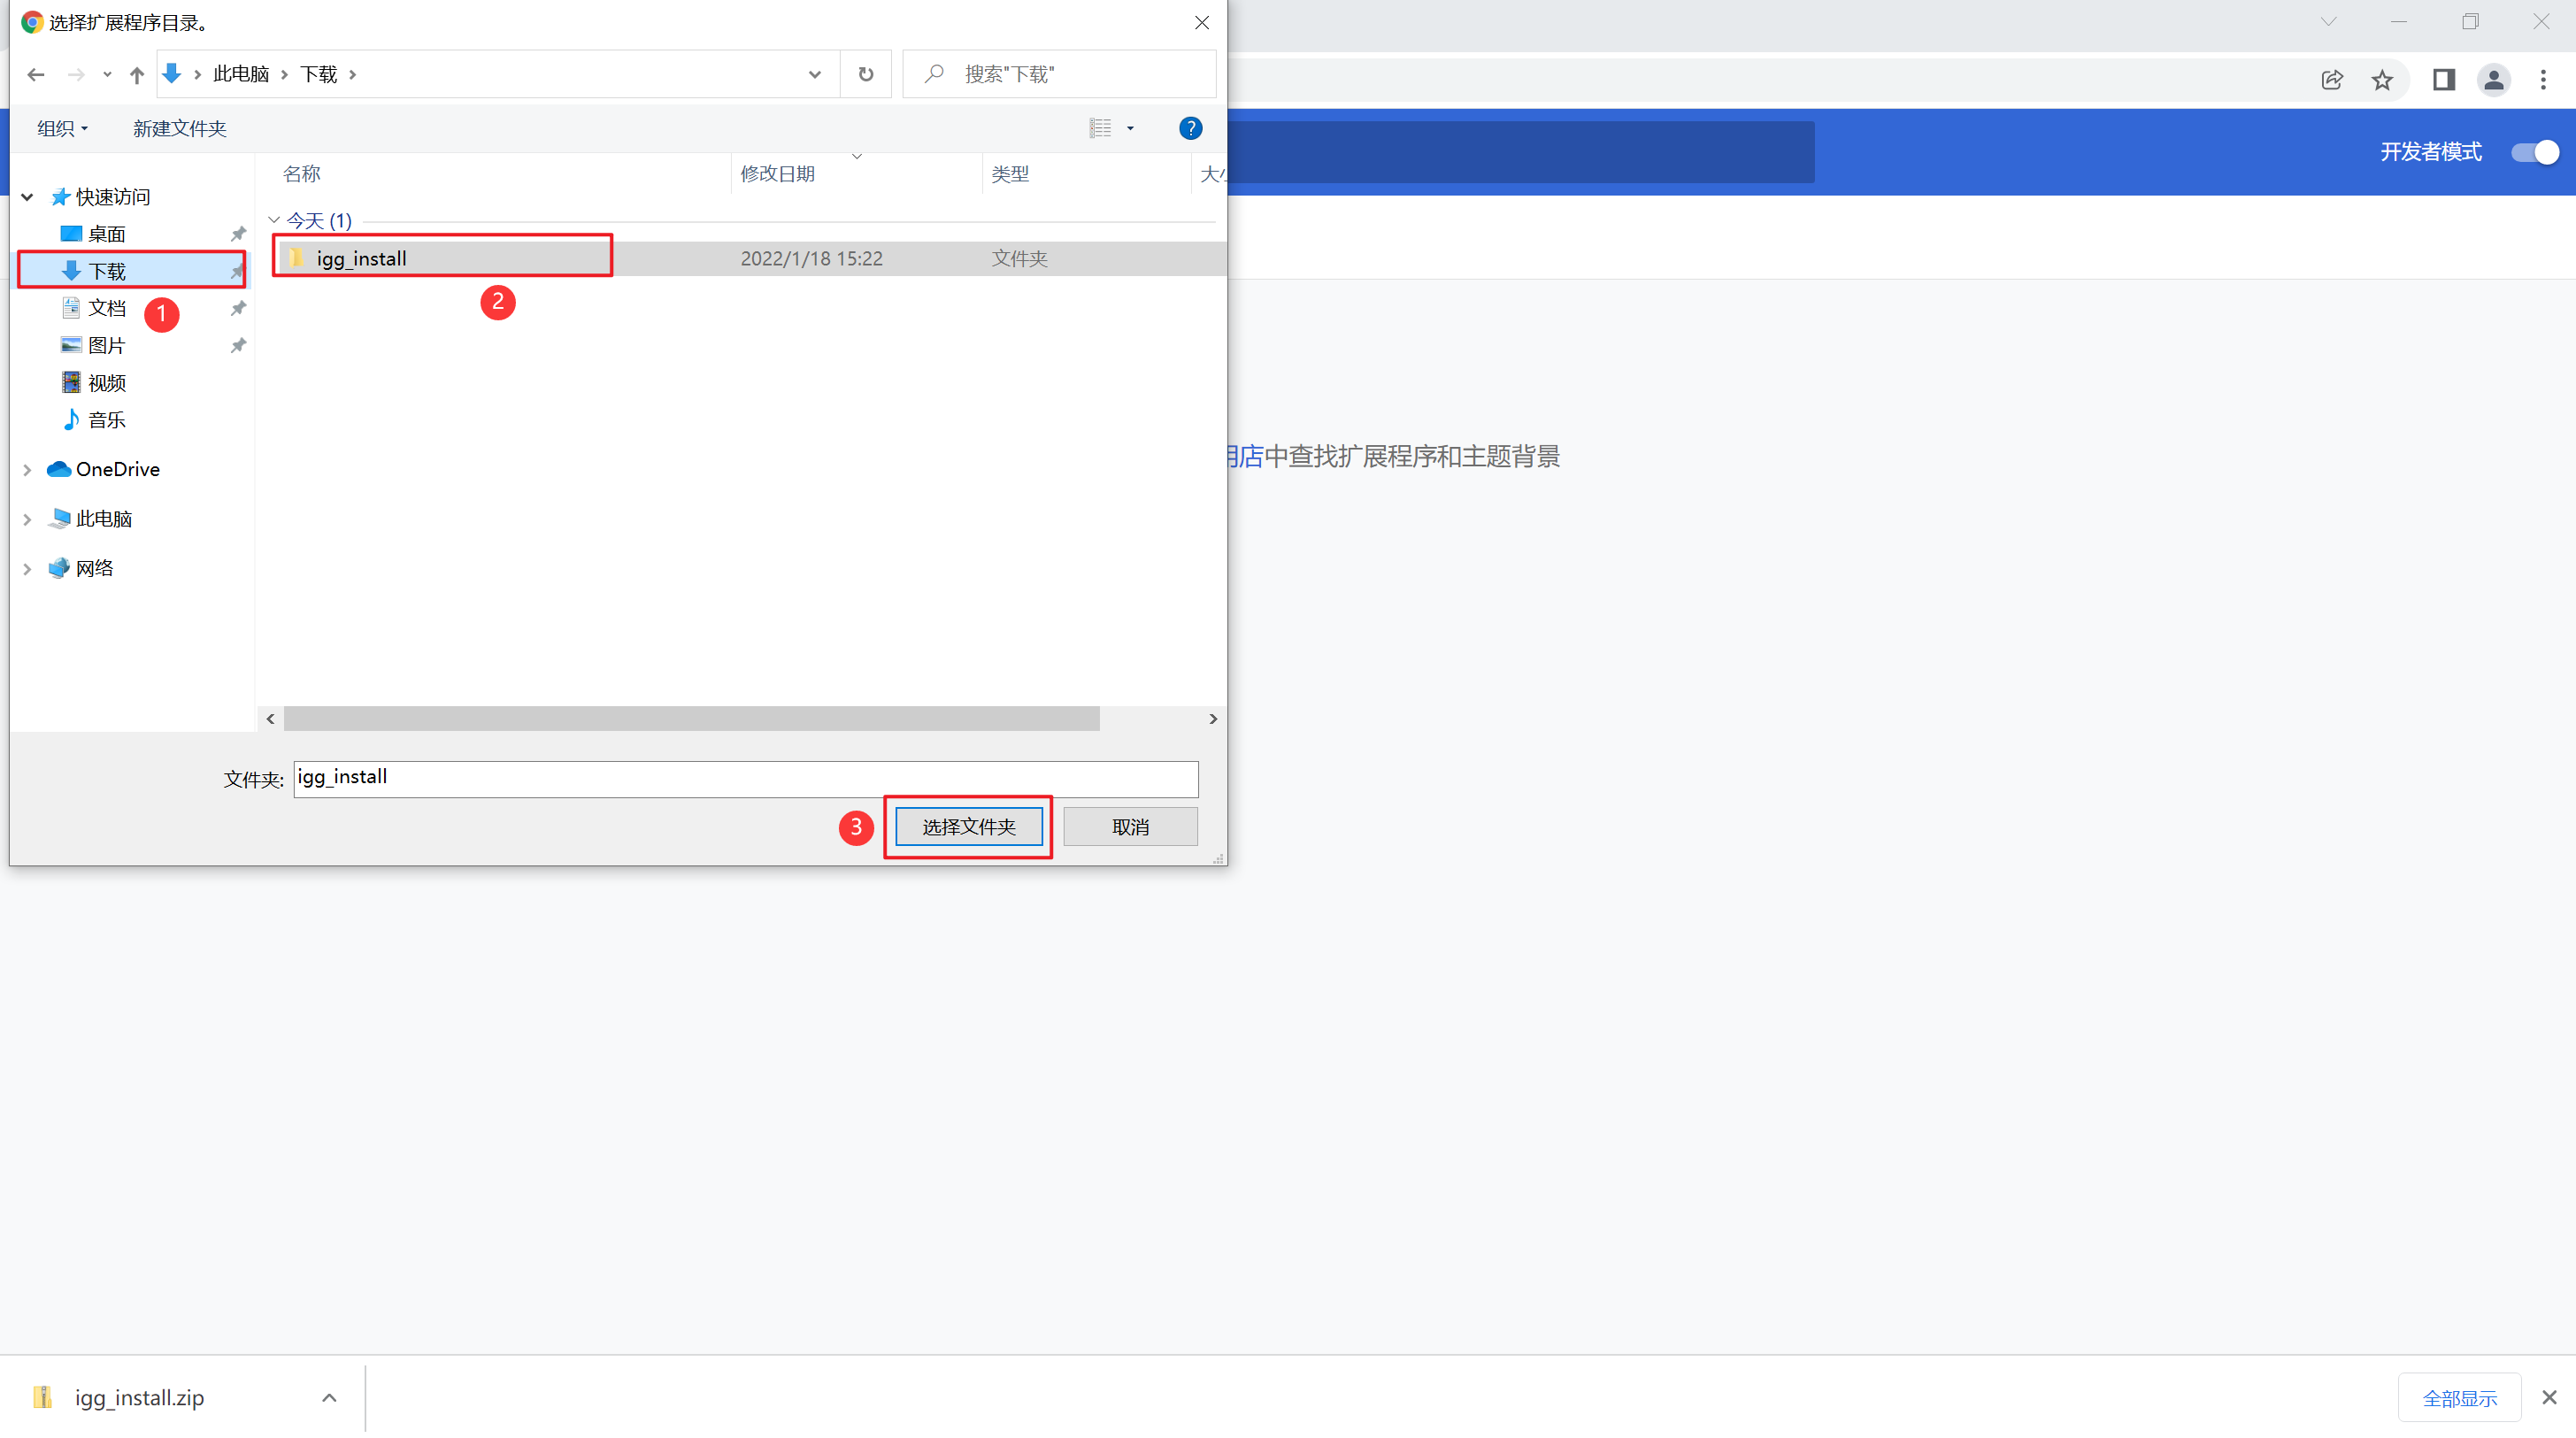 选择扩展程序目录。
此电脑 下载
搜索"下载"
组织 新建文件夹
?
开发者模式
名称 修改日期 类型
快速访问
桌面
下载
1
文档
图片
视频
音乐
OneDrive
此电脑
网络
今天 (1)
igg_install 2022/1/18 15:22 文件夹
2
店中查找扩展程序和主题背景
文件夹: igg_install
3
选择文件夹 取消
igg_install.zip
全部显示